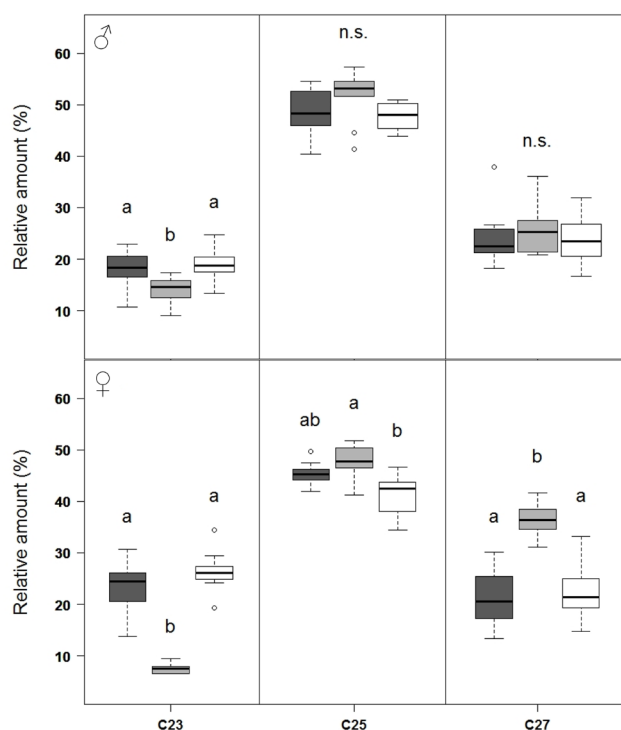 ♂
n.s.
60
50
40
30
20
10
Relative amount (%)
a
b
a
n.s.
♀
60
50
40
30
20
10
Relative amount (%)
a
b
a
ab
a
b
a
b
a
C23
C25
C27